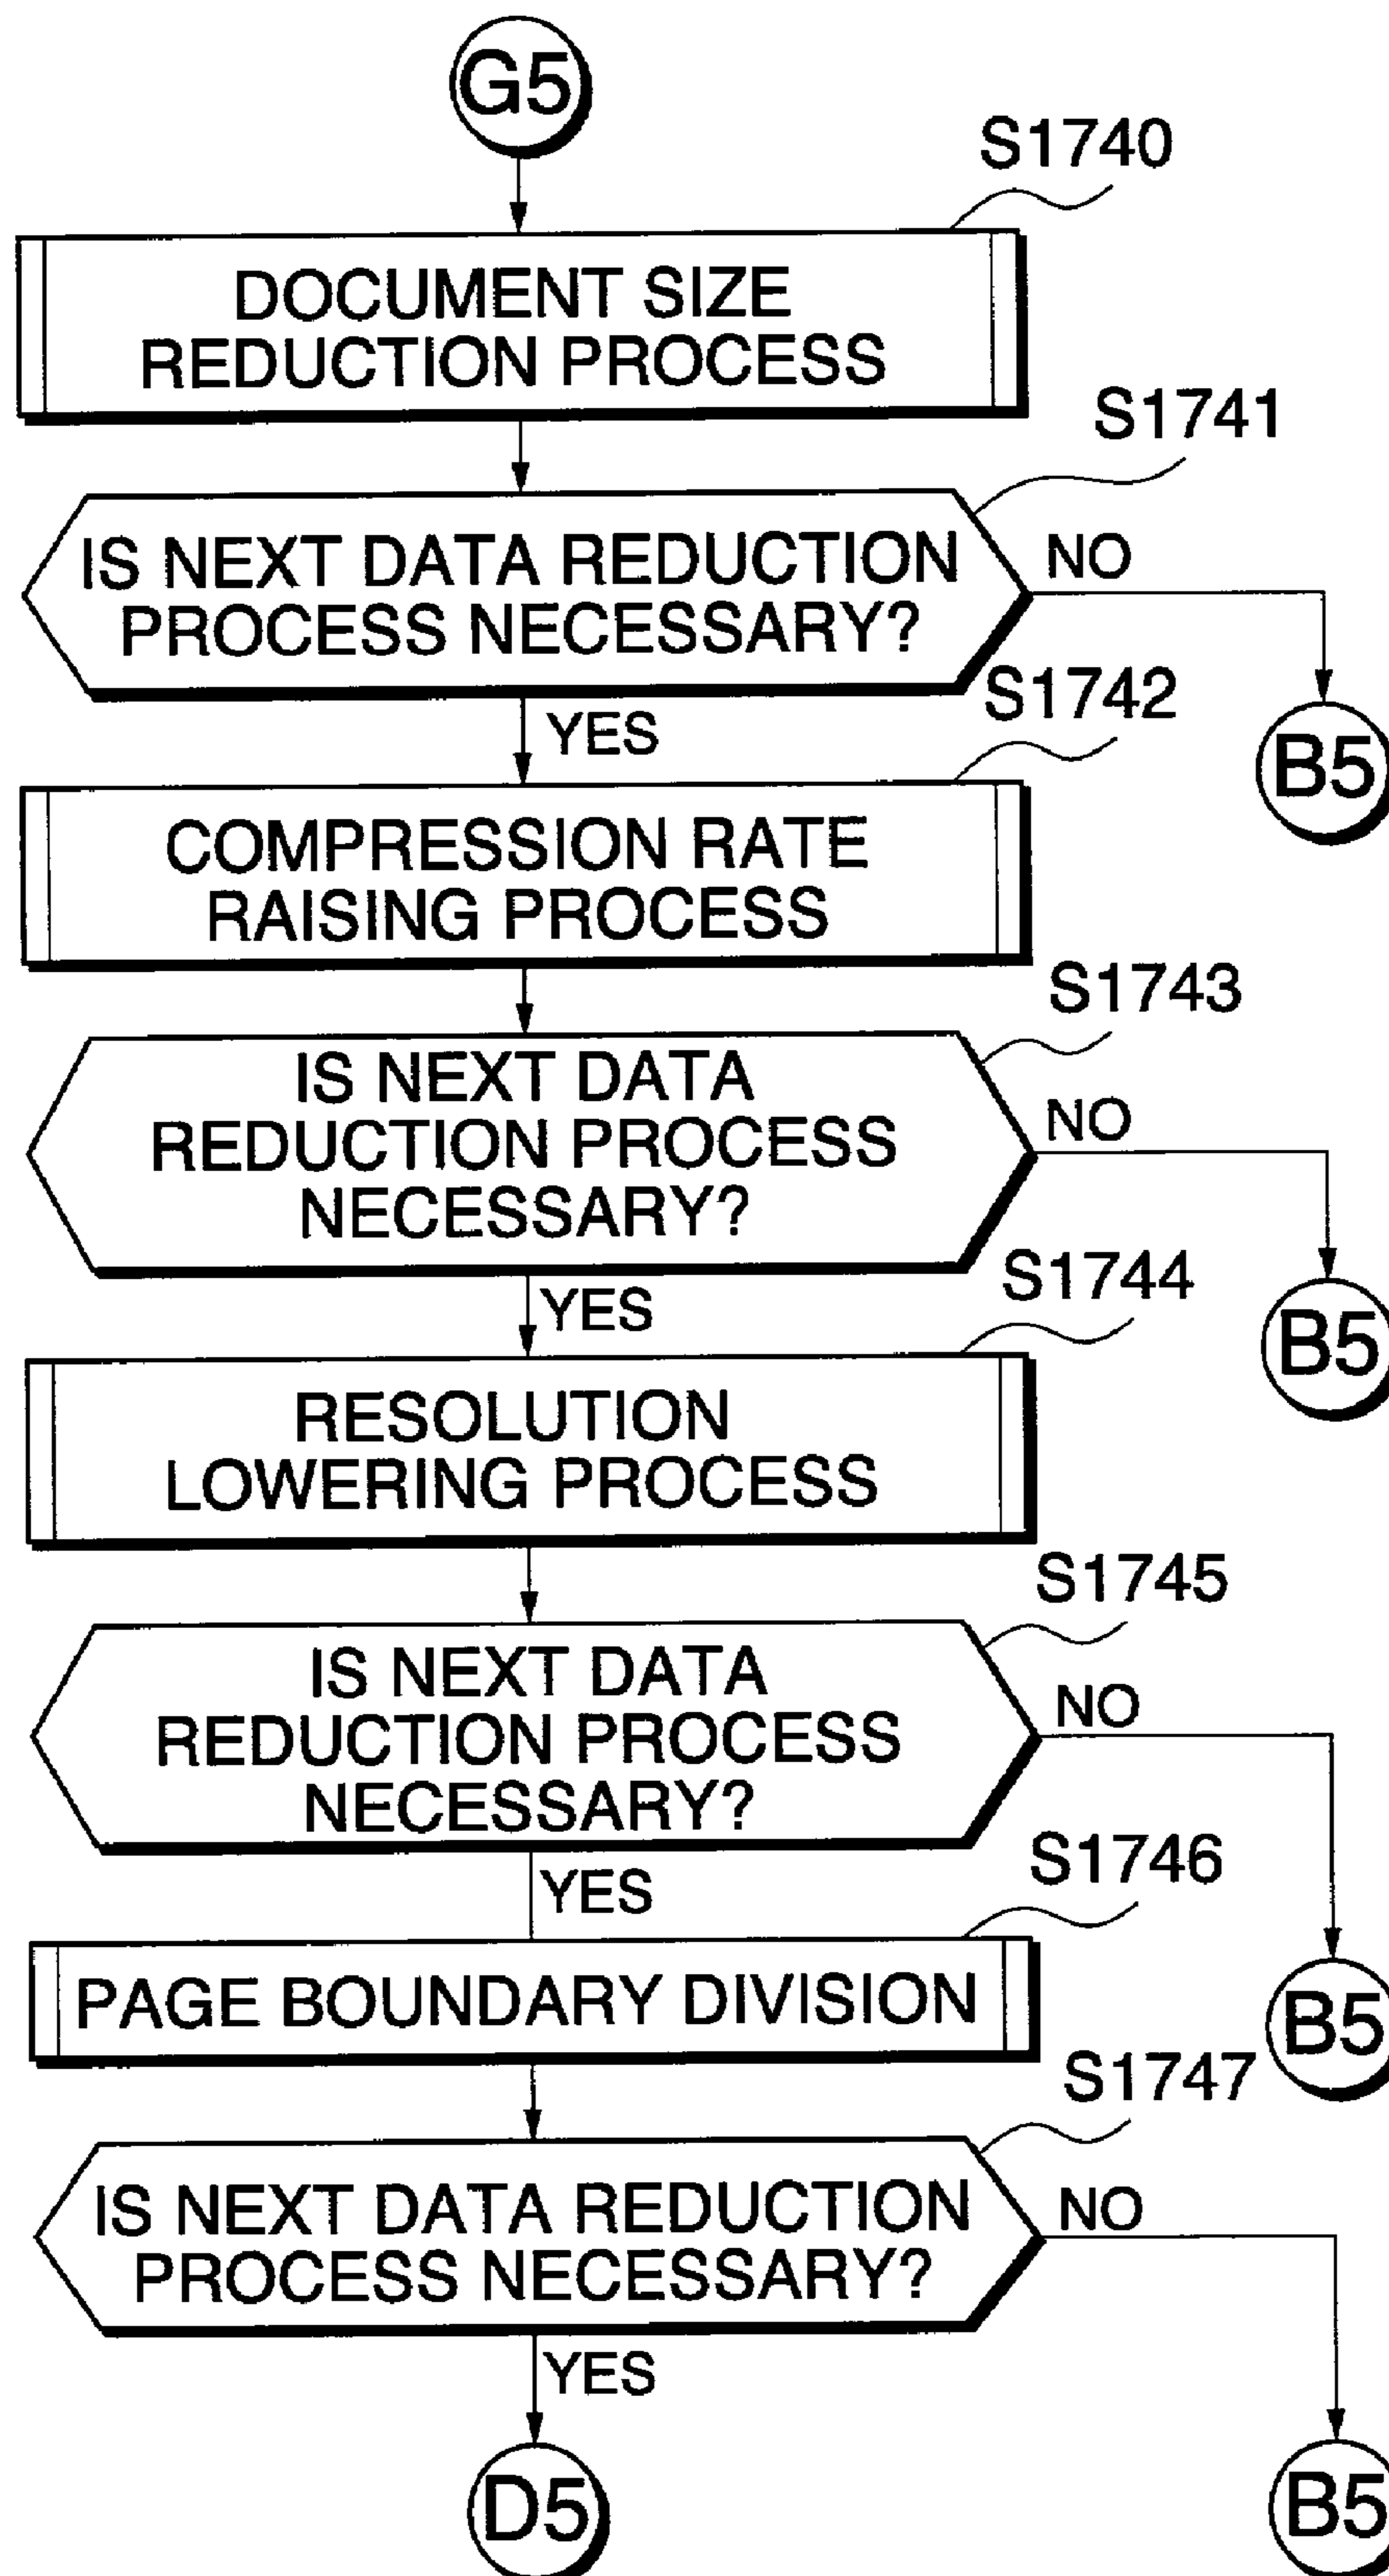 G5
S1740
DOCUMENT SIZE
REDUCTION PROCESS
S1741
IS NEXT DATA REDUCTION
PROCESS NECESSARY?
NO
B5
YES
S1742
COMPRESSION RATE
RAISING PROCESS
S1743
IS NEXT DATA
REDUCTION PROCESS
NECESSARY?
NO
B5
YES
S1744
RESOLUTION
LOWERING PROCESS
S1745
IS NEXT DATA
REDUCTION PROCESS
NECESSARY?
NO
B5
YES
S1746
PAGE BOUNDARY DIVISION
S1747
IS NEXT DATA REDUCTION
PROCESS NECESSARY?
NO
B5
YES
D5